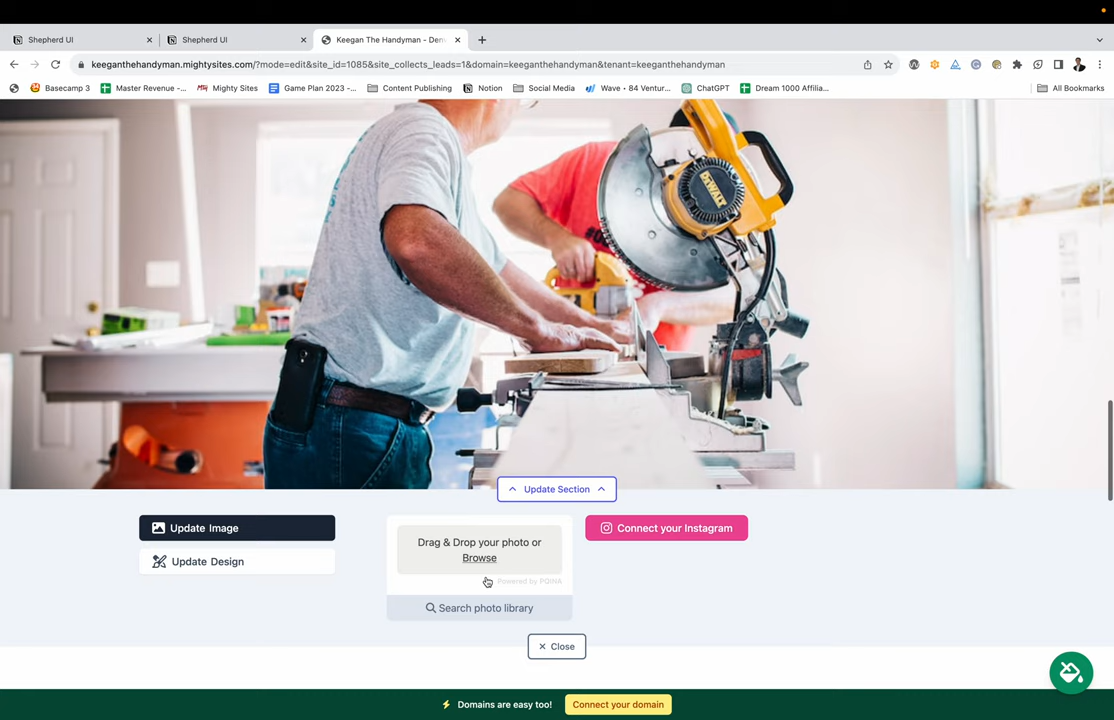 Shepherd UI
Shepherd UI
Keegan The Handyman - Dem
keeganthehandyman.mightysites.com/?mode=edit&site_id=1085&site_collects_leads=1&domain=keeganthehandyman&tenant=keeganthehandyman
Basecamp 3
Master Revenue -...
Mighty Sites
Game Plan 2023 -...
Content Publishing
Notion
Social Media
Wave • 84 Ventur...
ChatGPT
Dream 1000 Affilia...
All Bookmarks
DEWALT
Update Section
Update Image
Update Design
Drag & Drop your photo or
Browse
Powered by PQINA
Search photo library
Connect your Instagram
Close
Domains are easy too!
Connect your domain